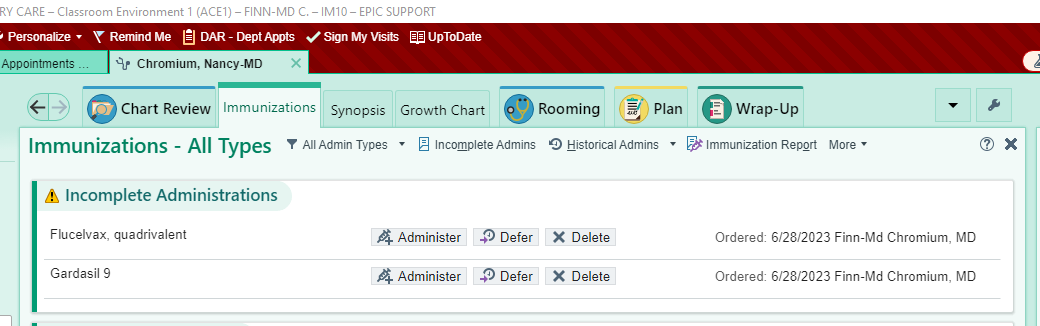 RY CARE – Classroom Environment 1 (ACE1) – FINN-MD C. – IM10 – EPIC SUPPORT
Personalize Remind Me DAR - Dept Appts Sign My Visits UpToDate
Appointments ... Chromium, Nancy-MD
Chart Review Immunizations Synopsis Growth Chart Rooming Plan Wrap-Up
Immunizations - All Types All Admin Types Incomplete Admins Historical Admins Immunization Report More
Incomplete Administrations
Flucelvax, quadrivalent Administer Defer Delete Ordered: 6/28/2023 Finn-Md Chromium, MD
Gardasil 9 Administer Defer Delete Ordered: 6/28/2023 Finn-Md Chromium, MD